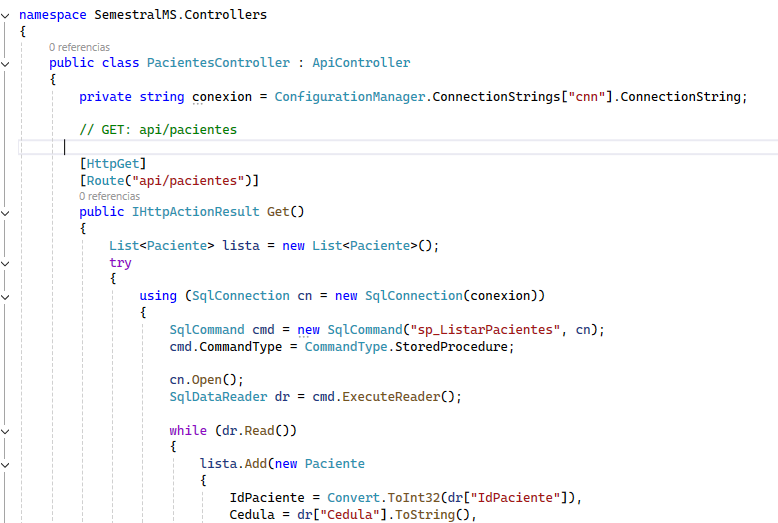 namespace SemestralMS.Controllers
{
0 referencias
public class PacientesController : ApiController
{
private string conexion = ConfigurationManager.ConnectionStrings["cnn"].ConnectionString;
// GET: api/pacientes
[HttpGet]
[Route("api/pacientes")]
0 referencias
public IHttpActionResult Get()
{
List<Paciente> lista = new List<Paciente>();
try
{
using (SqlConnection cn = new SqlConnection(conexion))
{
SqlCommand cmd = new SqlCommand("sp_ListarPacientes", cn);
cmd.CommandType = CommandType.StoredProcedure;
cn.Open();
SqlDataReader dr = cmd.ExecuteReader();
while (dr.Read())
{
lista.Add(new Paciente
{
IdPaciente = Convert.ToInt32(dr["IdPaciente"]),
Cedula = dr["Cedula"].ToString(),